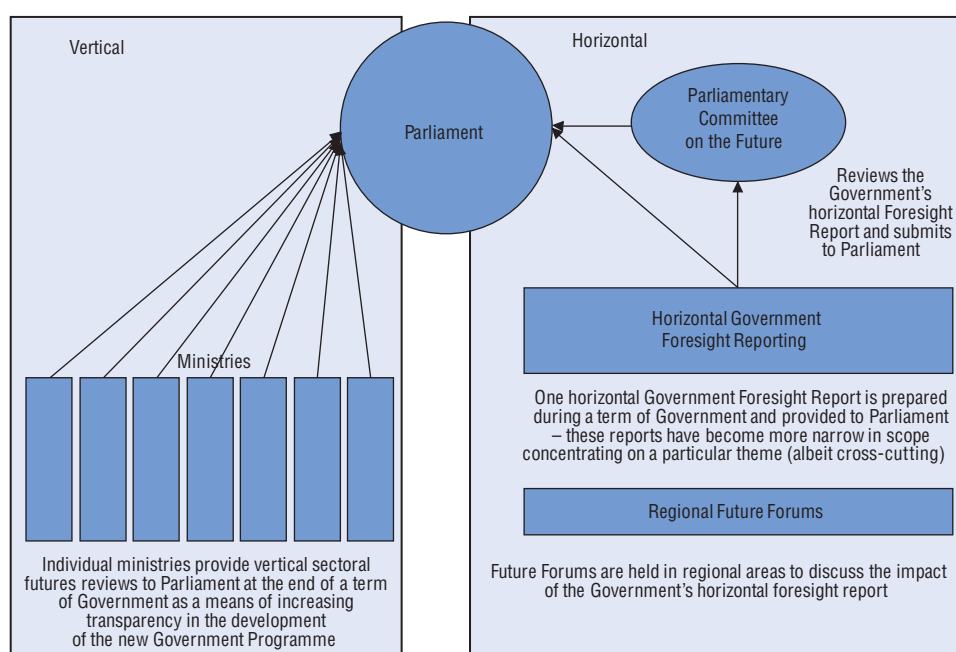 Vertical
Ministries
Individual ministries provide vertical sectoral
futures reviews to Parliament at the end of a term
of Government as a means of increasing
transparency in the development
of the new Government Programme
Parliament
Horizontal
Parliamentary
Committee
on the Future
Reviews the
Government’s
horizontal Foresight
Report and submits
to Parliament
Horizontal Government
Foresight Reporting
One horizontal Government Foresight Report is prepared
during a term of Government and provided to Parliament
– these reports have become more narrow in scope
concentrating on a particular theme (albeit cross-cutting)
Regional Future Forums
Future Forums are held in regional areas to discuss the impact
of the Government’s horizontal foresight report